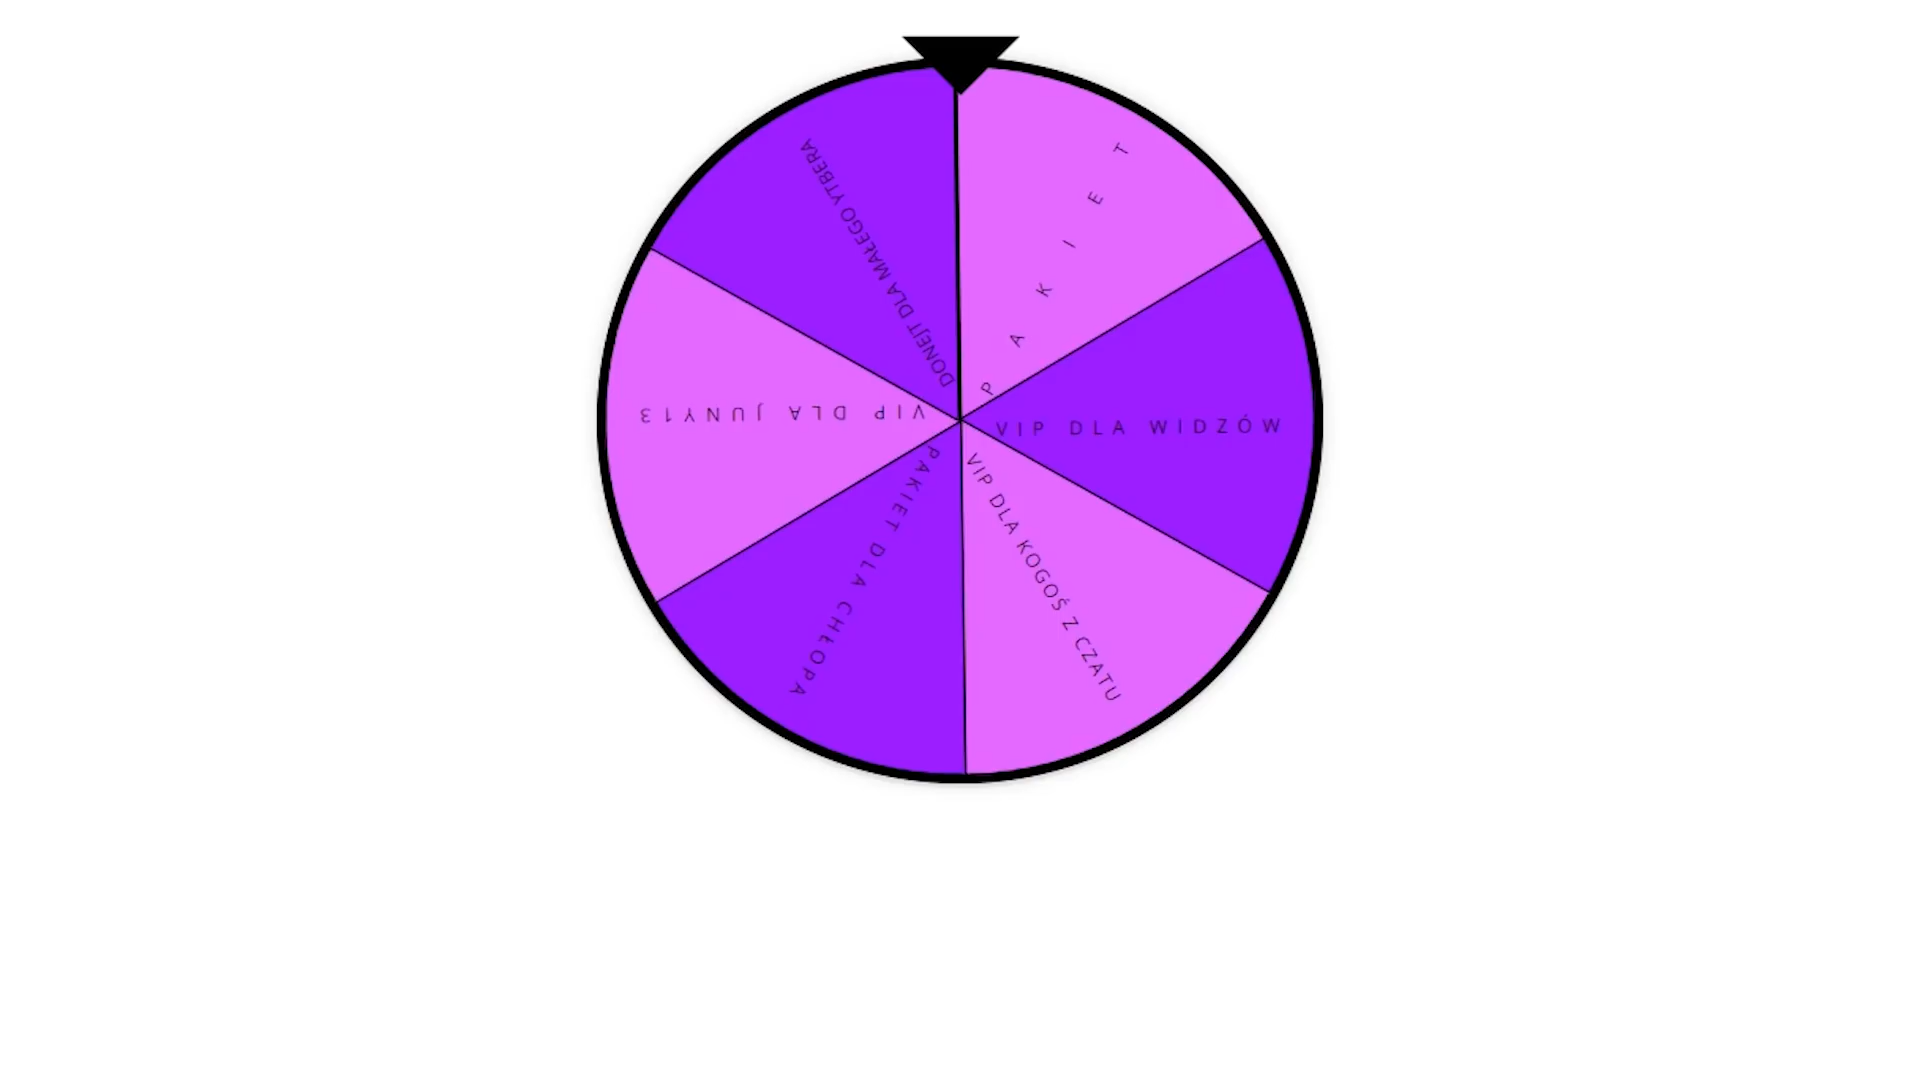 PAKIET
VIP DLA WIDZÓW
VIP DLA KOGOŚ Z CZATU
PAKIET DLA CHŁOPA
VIP DLA JUNY13
DONEJT DLA MAŁEGO YTBERA